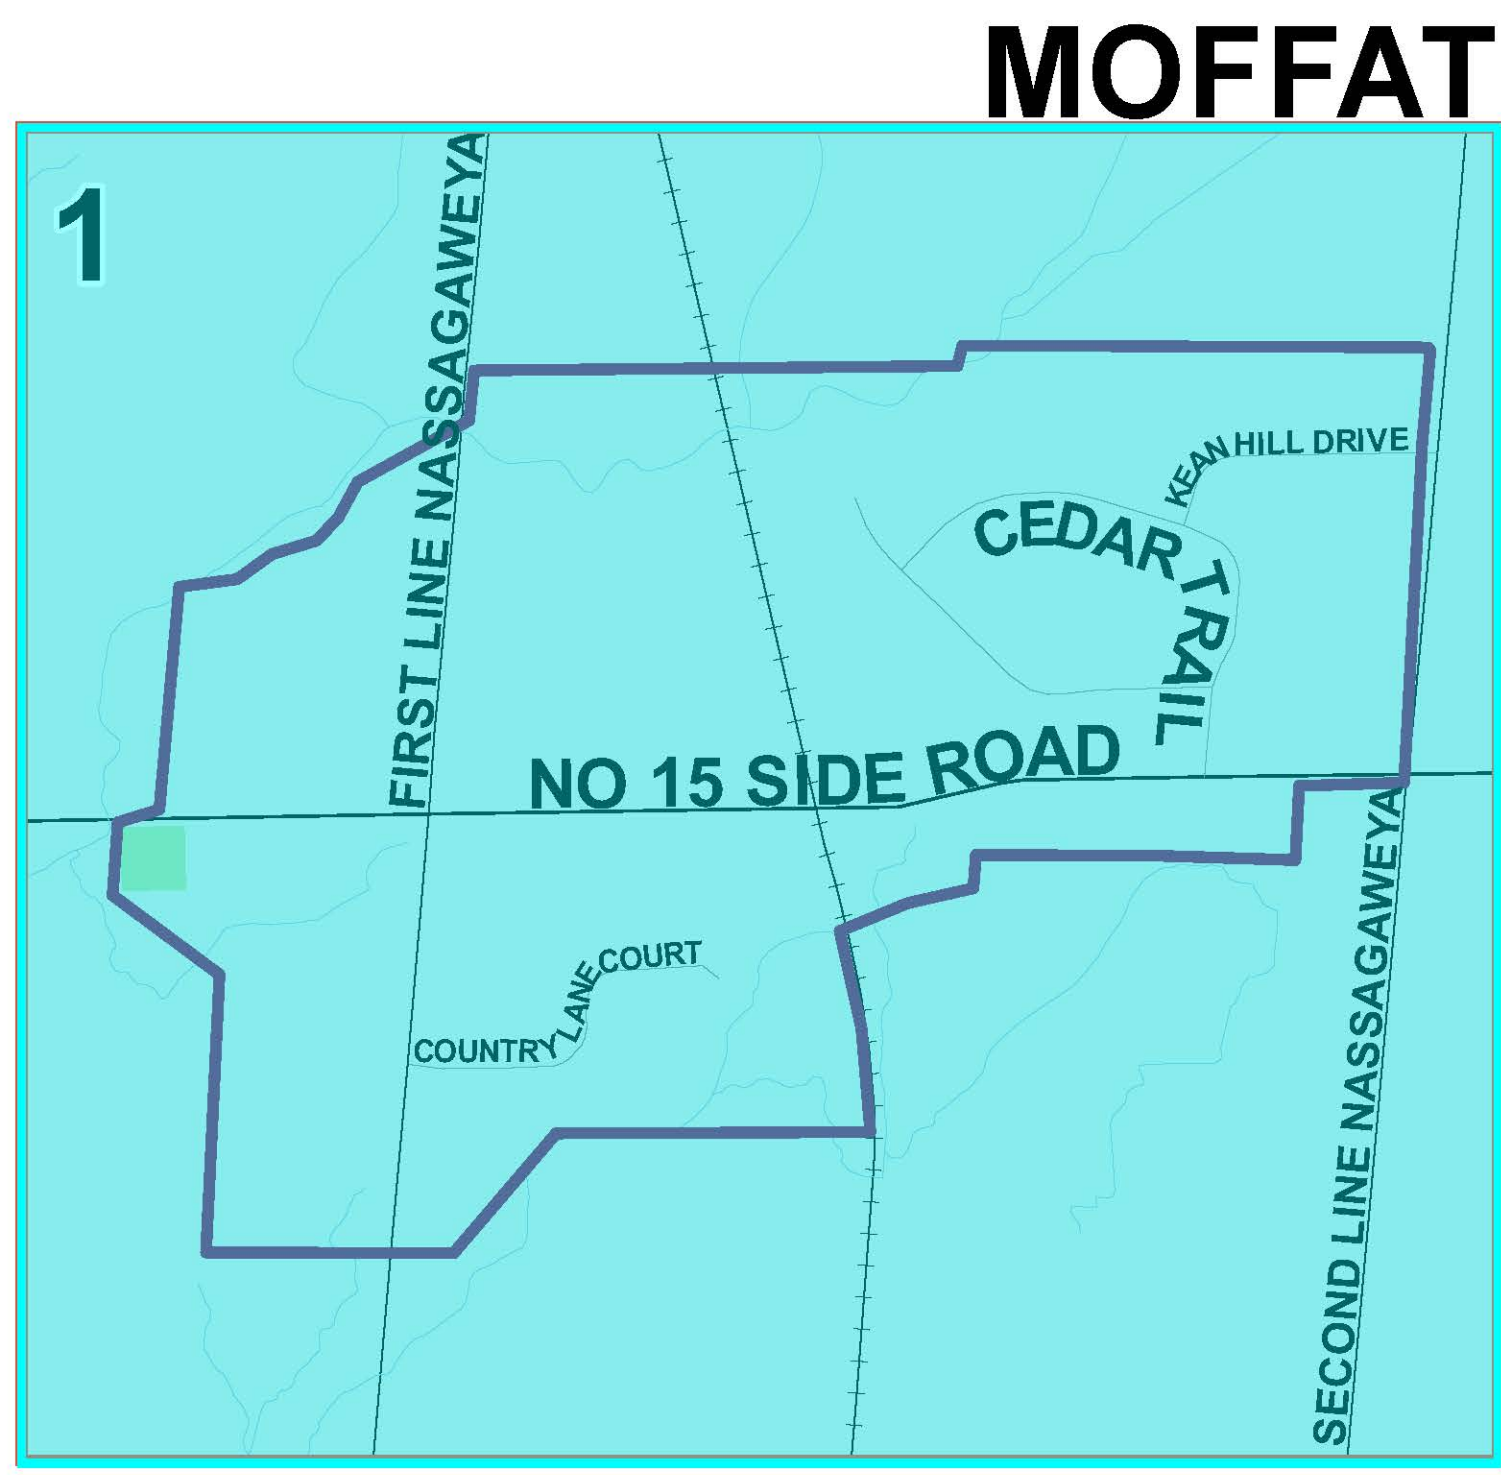 MOFFAT
1
FIRST LINE NASSAGAWEYA
KEAN HILL DRIVE
CEDAR TRAIL
NO 15 SIDE ROAD
COUNTRY LANE COURT
SECOND LINE NASSAGAWEYA